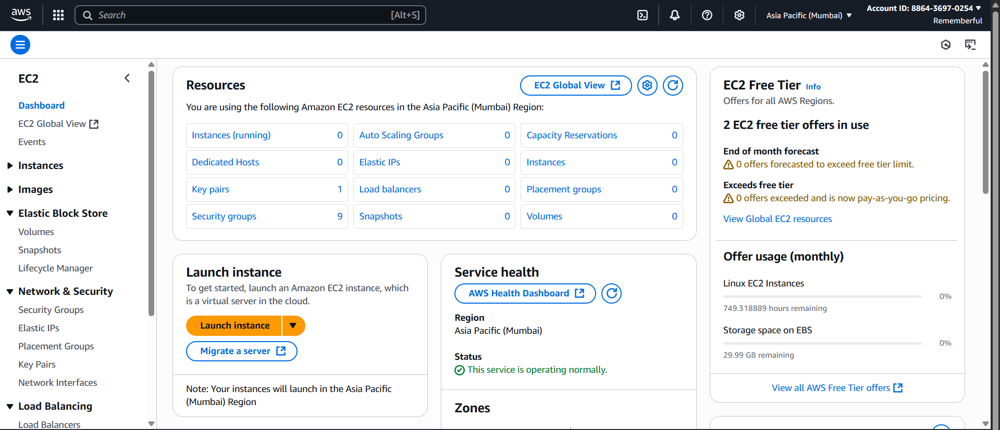 aws
Search
[Alt+S]
Asia Pacific (Mumbai)
Account ID: 8864-3697-0254
Rememberful
EC2
Dashboard
EC2 Global View
Events
Instances
Images
Elastic Block Store
Volumes
Snapshots
Lifecycle Manager
Network & Security
Security Groups
Elastic IPs
Placement Groups
Key Pairs
Network Interfaces
Load Balancing
Load Balancers
Resources
EC2 Global View
You are using the following Amazon EC2 resources in the Asia Pacific (Mumbai) Region:
Instances (running) 0
Auto Scaling Groups 0
Capacity Reservations 0
Dedicated Hosts 0
Elastic IPs 0
Instances 0
Key pairs 1
Load balancers 0
Placement groups 0
Security groups 9
Snapshots 0
Volumes 0
Launch instance
To get started, launch an Amazon EC2 instance, which
is a virtual server in the cloud.
Launch instance
Migrate a server
Note: Your instances will launch in the Asia Pacific
(Mumbai) Region
Service health
AWS Health Dashboard
Region
Asia Pacific (Mumbai)
Status
This service is operating normally.
Zones
EC2 Free Tier Info
Offers for all AWS Regions.
2 EC2 free tier offers in use
End of month forecast
0 offers forecasted to exceed free tier limit.
Exceeds free tier
0 offers exceeded and is now pay-as-you-go pricing.
View Global EC2 resources
Offer usage (monthly)
Linux EC2 Instances
0%
749.318889 hours remaining
Storage space on EBS
0%
29.99 GB remaining
View all AWS Free Tier offers